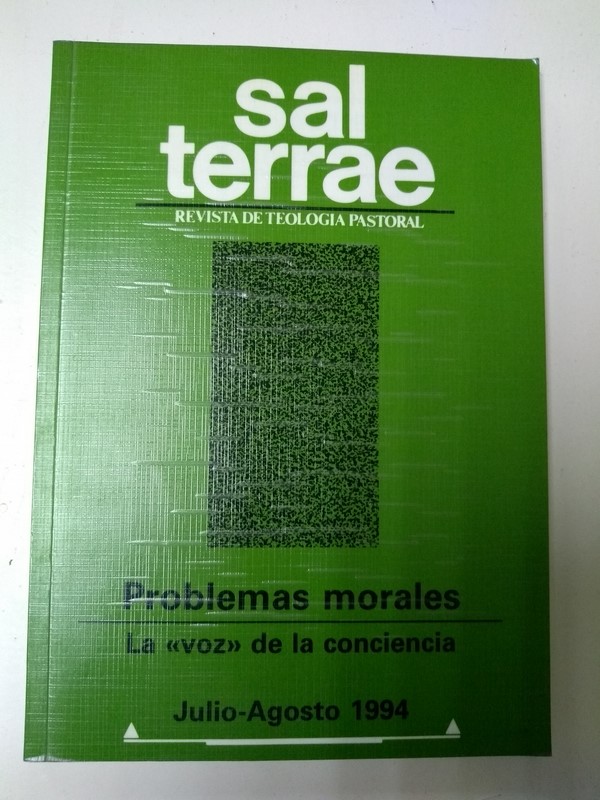 sal
terrae
REVISTA DE TEOLOGIA PASTORAL
Problemas morales
La «voz» de la conciencia
Julio-Agosto 1994